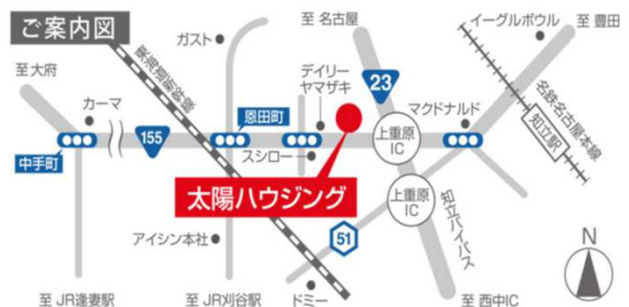 ご案内図
至 名古屋
イーグルボウル
至 豊田
ガスト
至 大府
東海道新幹線
デイリー
ヤマザキ
23
カーマ
恩田町
マクドナルド
155
上重原
IC
知立駅
名鉄名古屋本線
中手町
スシロー
太陽ハウジング
上重原
IC
知立バイパス
アイシン本社
51
N
至 JR逢妻駅
至 JR刈谷駅
ドミー
至 西中IC